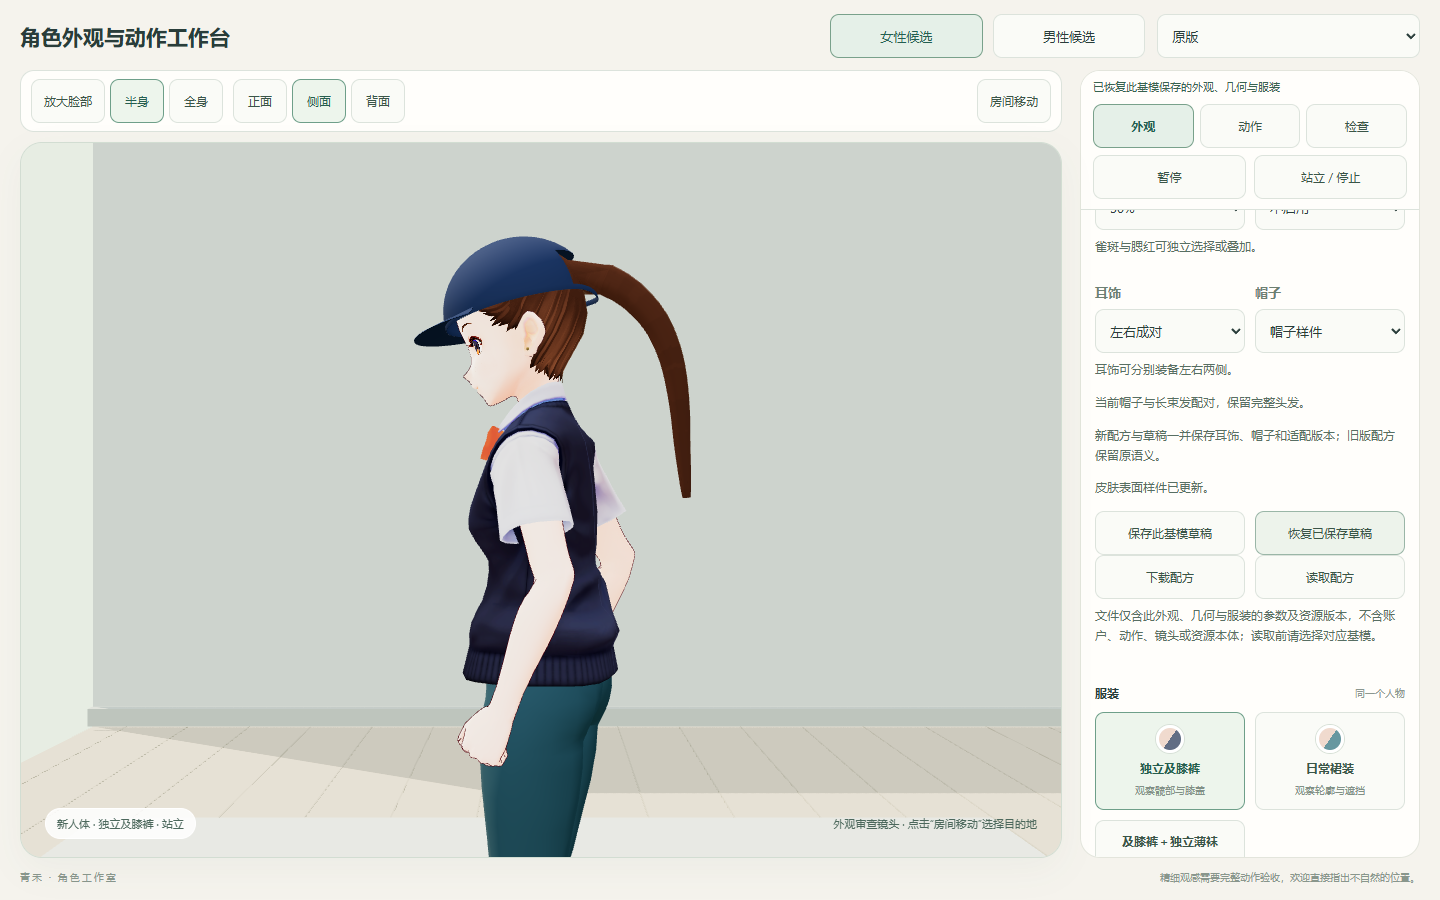 角色外观与动作工作台
女性候选
男性候选
原版
放大脸部
半身
全身
正面
侧面
背面
房间移动
已恢复此基模保存的外观、几何与服装
外观
动作
检查
暂停
站立 / 停止
雀斑与腮红可独立选择或叠加。
耳饰
帽子
左右成对
帽子样件
耳饰可分别装备左右两侧。
当前帽子与长束发配对，保留完整头发。
新配方与草稿一并保存耳饰、帽子和适配版本；旧版配方
保留原语义。
皮肤表面样件已更新。
保存此基模草稿
恢复已保存草稿
下载配方
读取配方
文件仅含此外观、几何与服装的参数及资源版本，不含账
户、动作、镜头或资源本体；读取前请选择对应基模。
服装
同一个人物
独立及膝裤
观察髋部与膝盖
日常裙装
观察轮廓与遮挡
及膝裤 + 独立薄袜
新人体 · 独立及膝裤 · 站立
外观审查镜头 · 点击“房间移动”选择目的地
青禾 · 角色工作室
精细观感需要完整动作验收，欢迎直接指出不自然的位置。